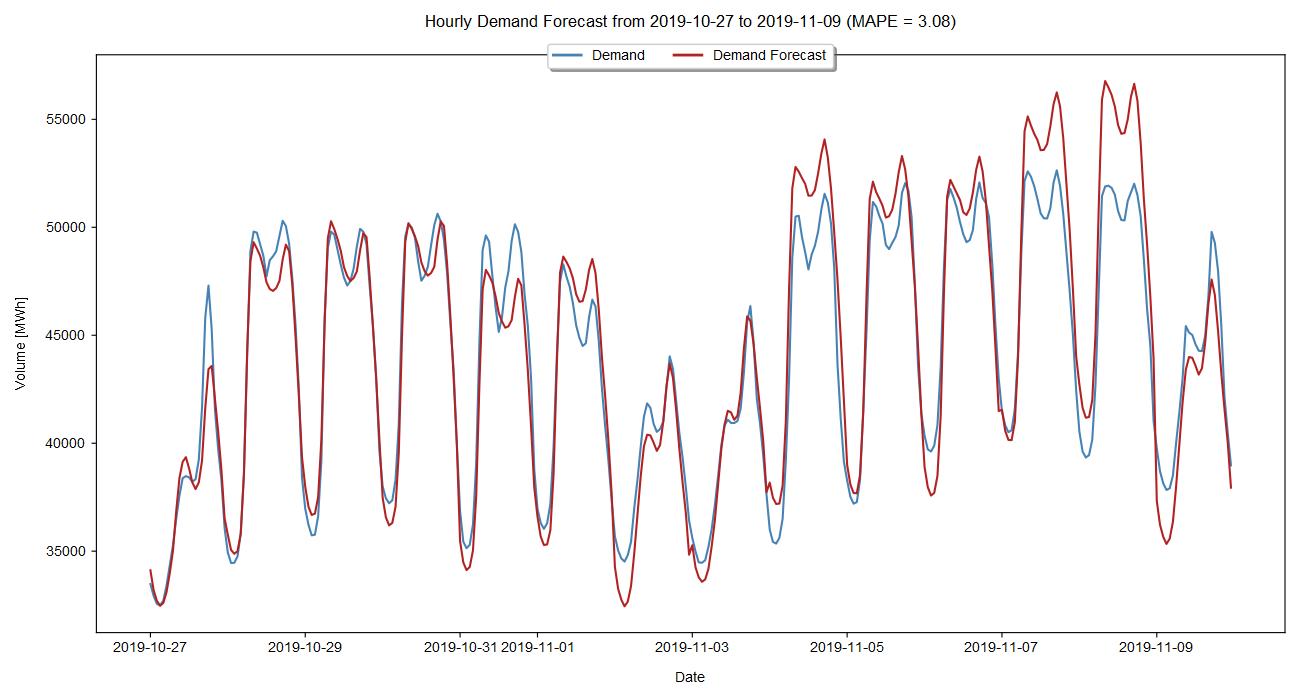 Hourly Demand Forecast from 2019-10-27 to 2019-11-09 (MAPE = 3.08)
Demand Demand Forecast
55000
50000
45000
40000
35000
Volume [MWh]
2019-10-27 2019-10-29 2019-10-31 2019-11-01 2019-11-03 2019-11-05 2019-11-07 2019-11-09
Date